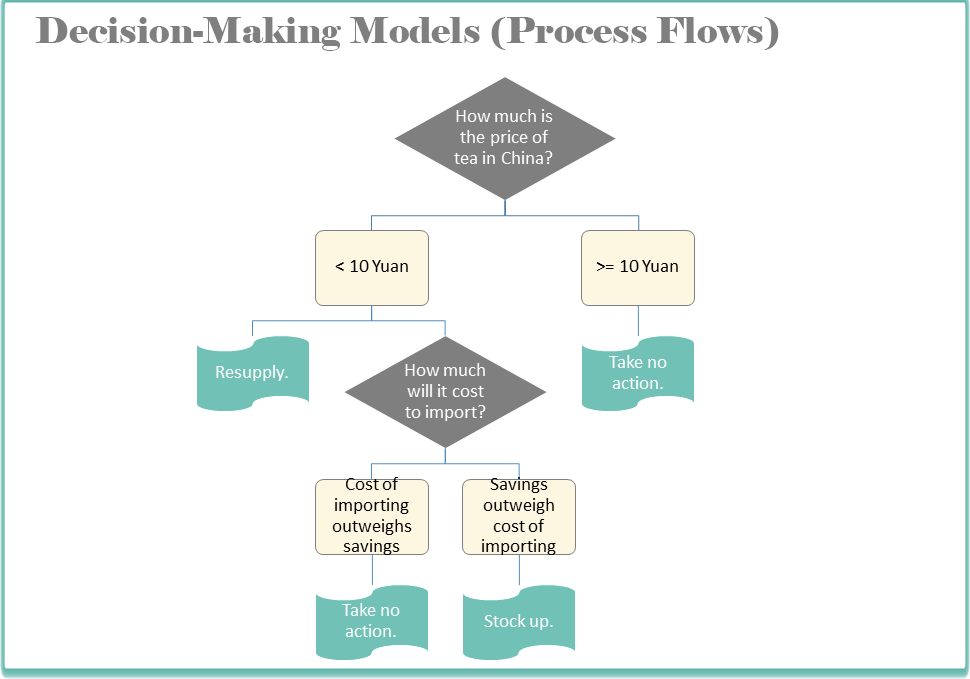 Decision-Making Models (Process Flows)
How much is
the price of
tea in China?
< 10 Yuan
>= 10 Yuan
Resupply.
How much
will it cost
to import?
Take no
action.
Cost of
importing
outweighs
savings
Savings
outweigh
cost of
importing
Take no
action.
Stock up.